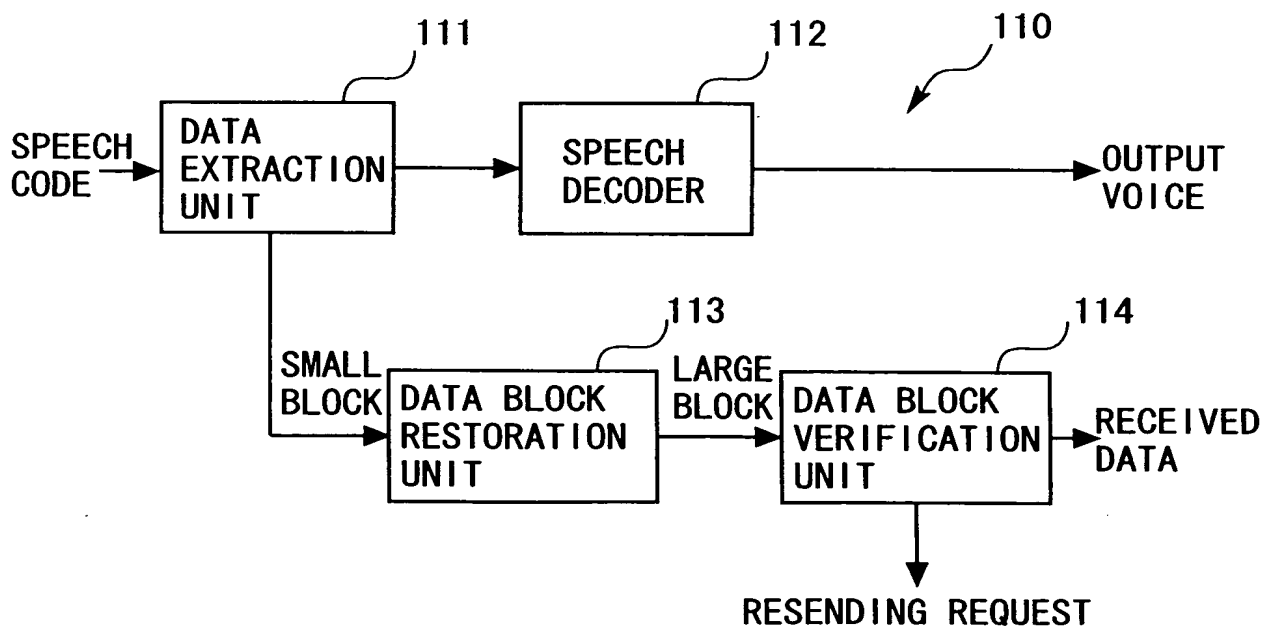 111
112
110
SPEECH
CODE
DATA
EXTRACTION
UNIT
SPEECH
DECODER
OUTPUT
VOICE
113
114
SMALL
BLOCK
DATA BLOCK
RESTORATION
UNIT
LARGE
BLOCK
DATA BLOCK
VERIFICATION
UNIT
RECEIVED
DATA
RESENDING REQUEST